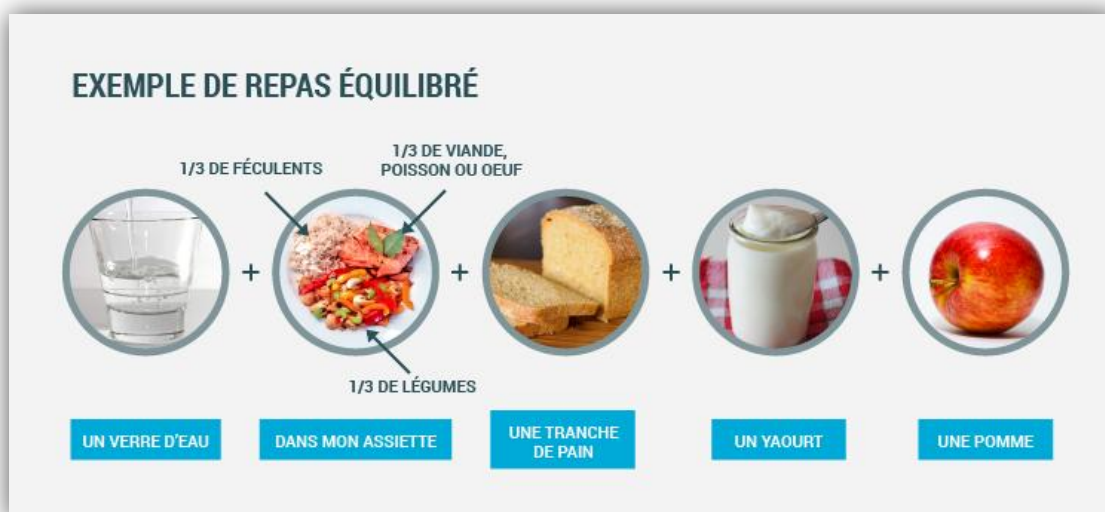 EXEMPLE DE REPAS ÉQUILIBRÉ
1/3 DE FÉCULENTS
1/3 DE VIANDE,
POISSON OU OEUF
+
+
+
+
1/3 DE LÉGUMES
UN VERRE D'EAU
DANS MON ASSIETTE
UNE TRANCHE
DE PAIN
UN YAOURT
UNE POMME